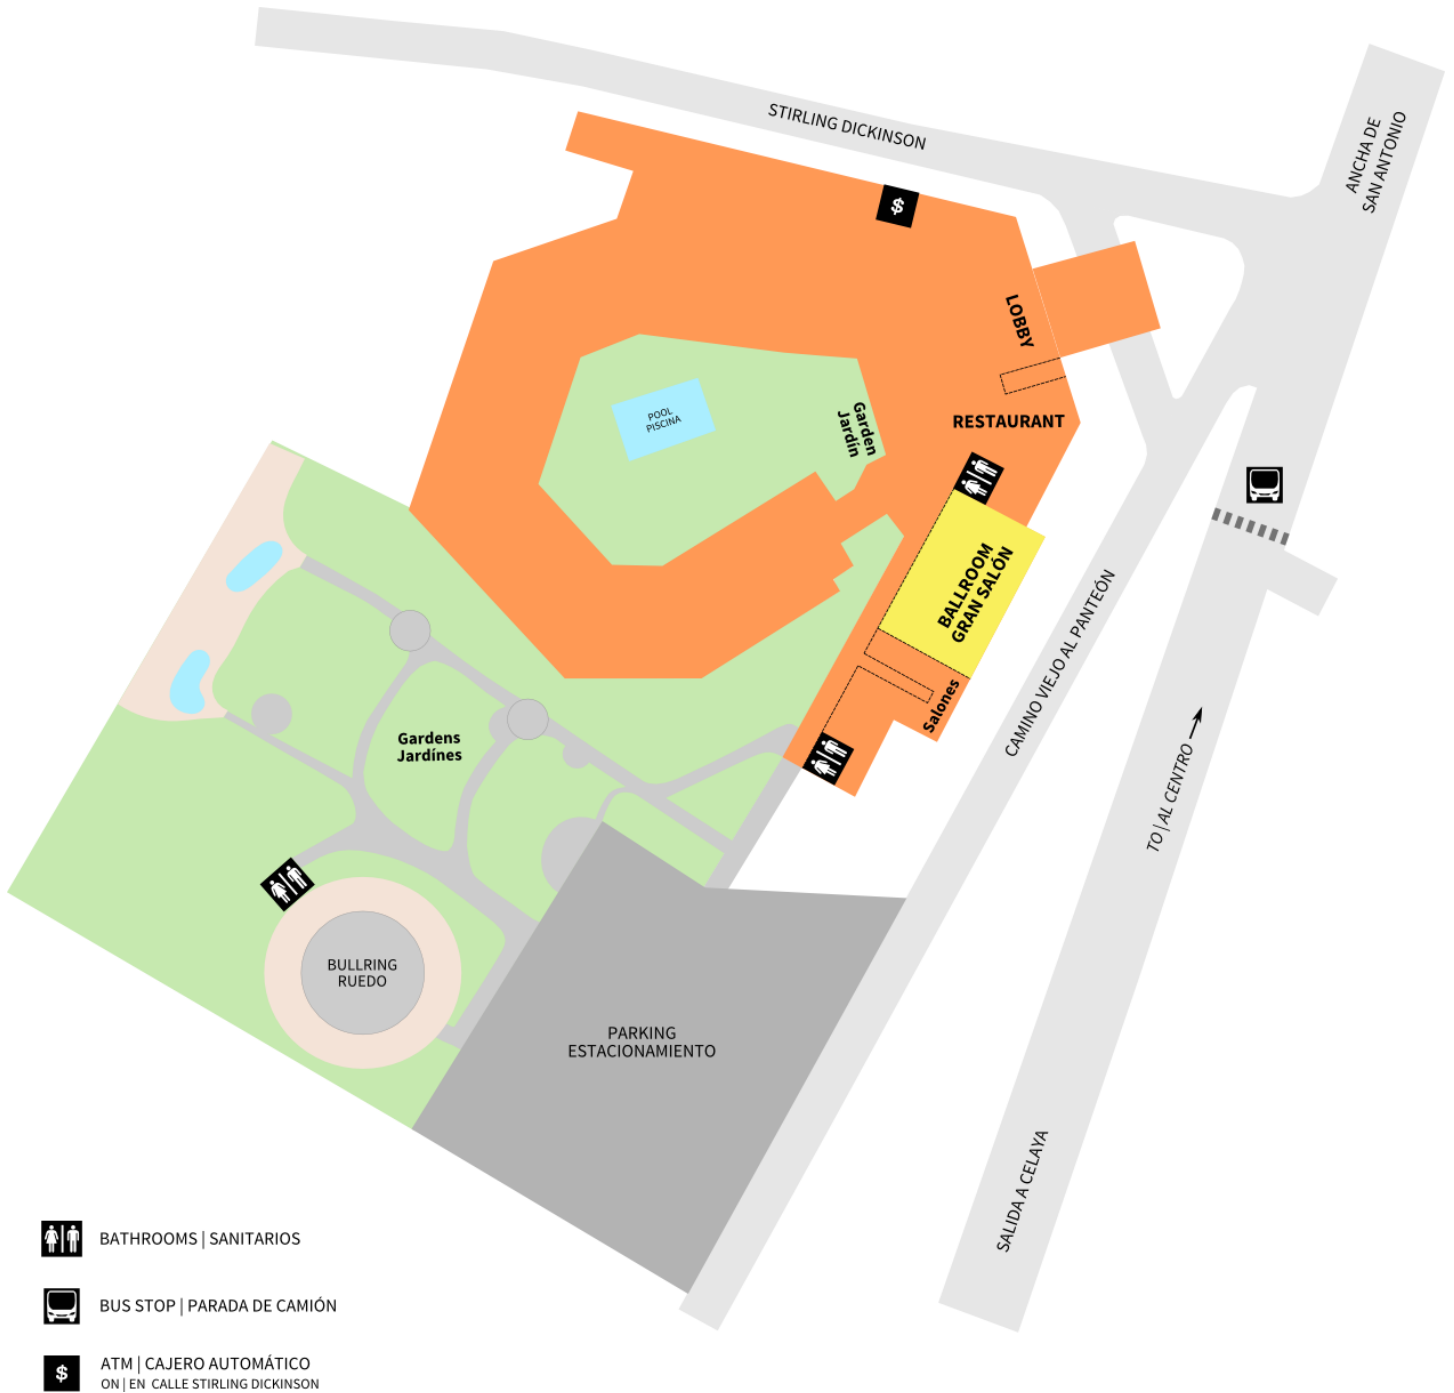 STIRLING DICKINSON
ANCHA DE
SAN ANTONIO
$
LOBBY
RESTAURANT
POOL
PISCINA
Garden
Jardín
BALLROOM
GRAN SALÓN
Salones
CAMINO VIEJO AL PANTEÓN
TO | AL CENTRO
Gardens
Jardínes
BULLRING
RUEDO
PARKING
ESTACIONAMIENTO
SALIDA A CELAYA
BATHROOMS | SANITARIOS
BUS STOP | PARADA DE CAMIÓN
$
ATM | CAJERO AUTOMÁTICO
ON | EN CALLE STIRLING DICKINSON